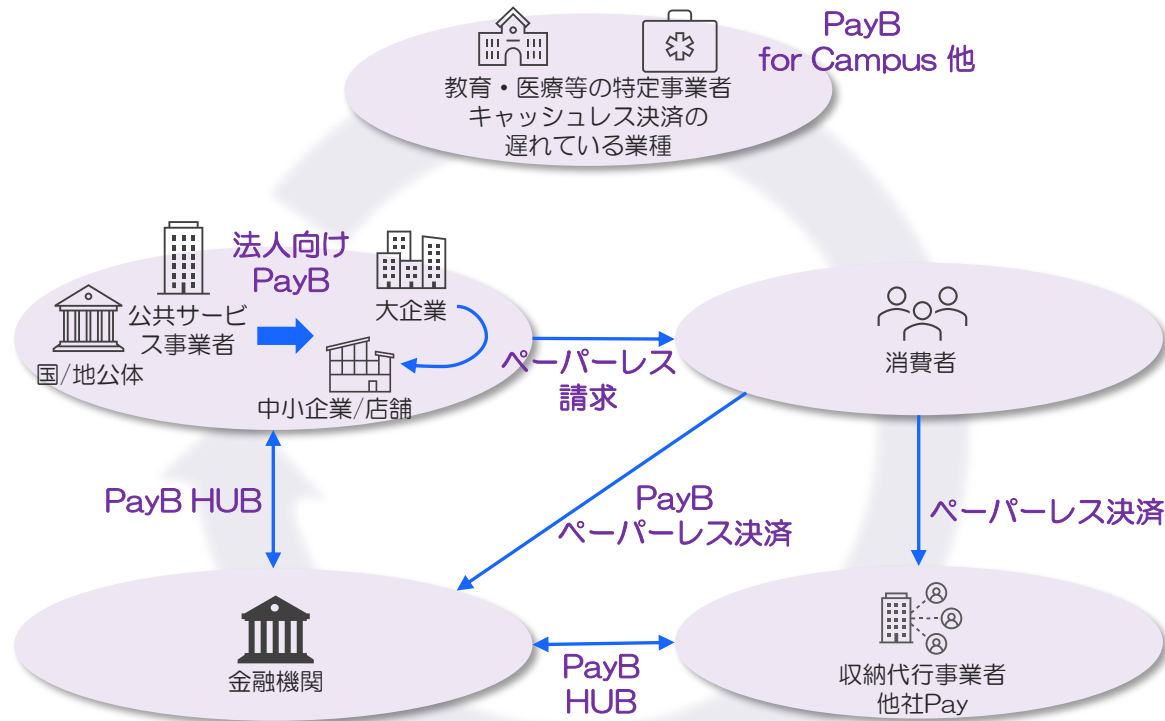 PayB
for Campus 他
教育・医療等の特定事業者
キャッシュレス決済の
遅れている業種
法人向け
PayB
大企業
公共サービ
ス事業者
国/地公体
中小企業/店舗
ペーパーレス
請求
消費者
PayB HUB
PayB
ペーパーレス決済
ペーパーレス決済
金融機関
PayB
HUB
収納代行事業者
他社Pay